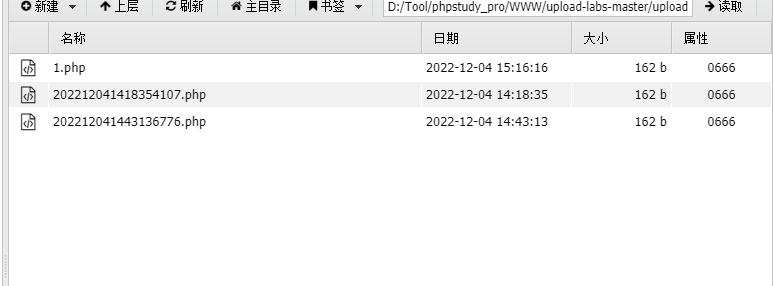 新建 上层 刷新 主目录 书签 D:/Tool/phpstudy_pro/WWW/upload-labs-master/upload 读取
名称 日期 大小 属性
1.php 2022-12-04 15:16:16 162 b 0666
202212041418354107.php 2022-12-04 14:18:35 162 b 0666
202212041443136776.php 2022-12-04 14:43:13 162 b 0666